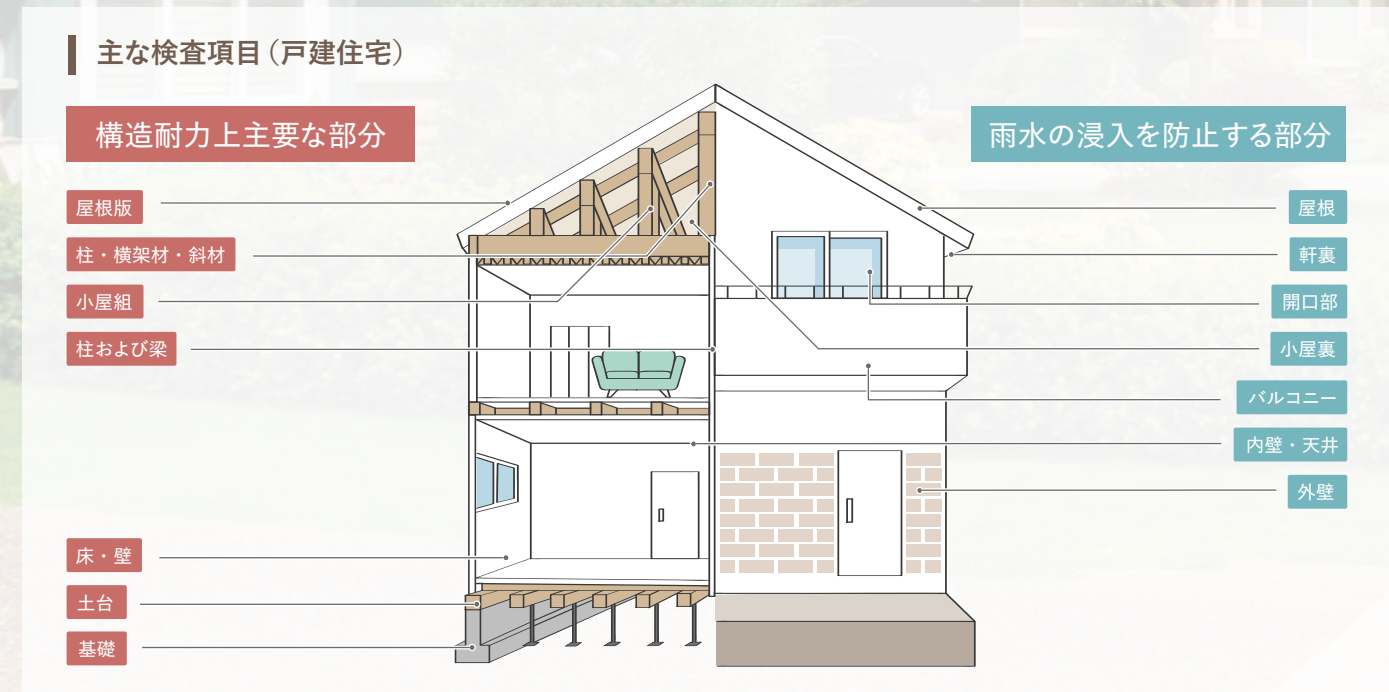 主な検査項目（戸建住宅）
構造耐力上主要な部分
屋根版
柱・横架材・斜材
小屋組
柱および梁
床・壁
土台
基礎
雨水の浸入を防止する部分
屋根
軒裏
開口部
小屋裏
バルコニー
内壁・天井
外壁